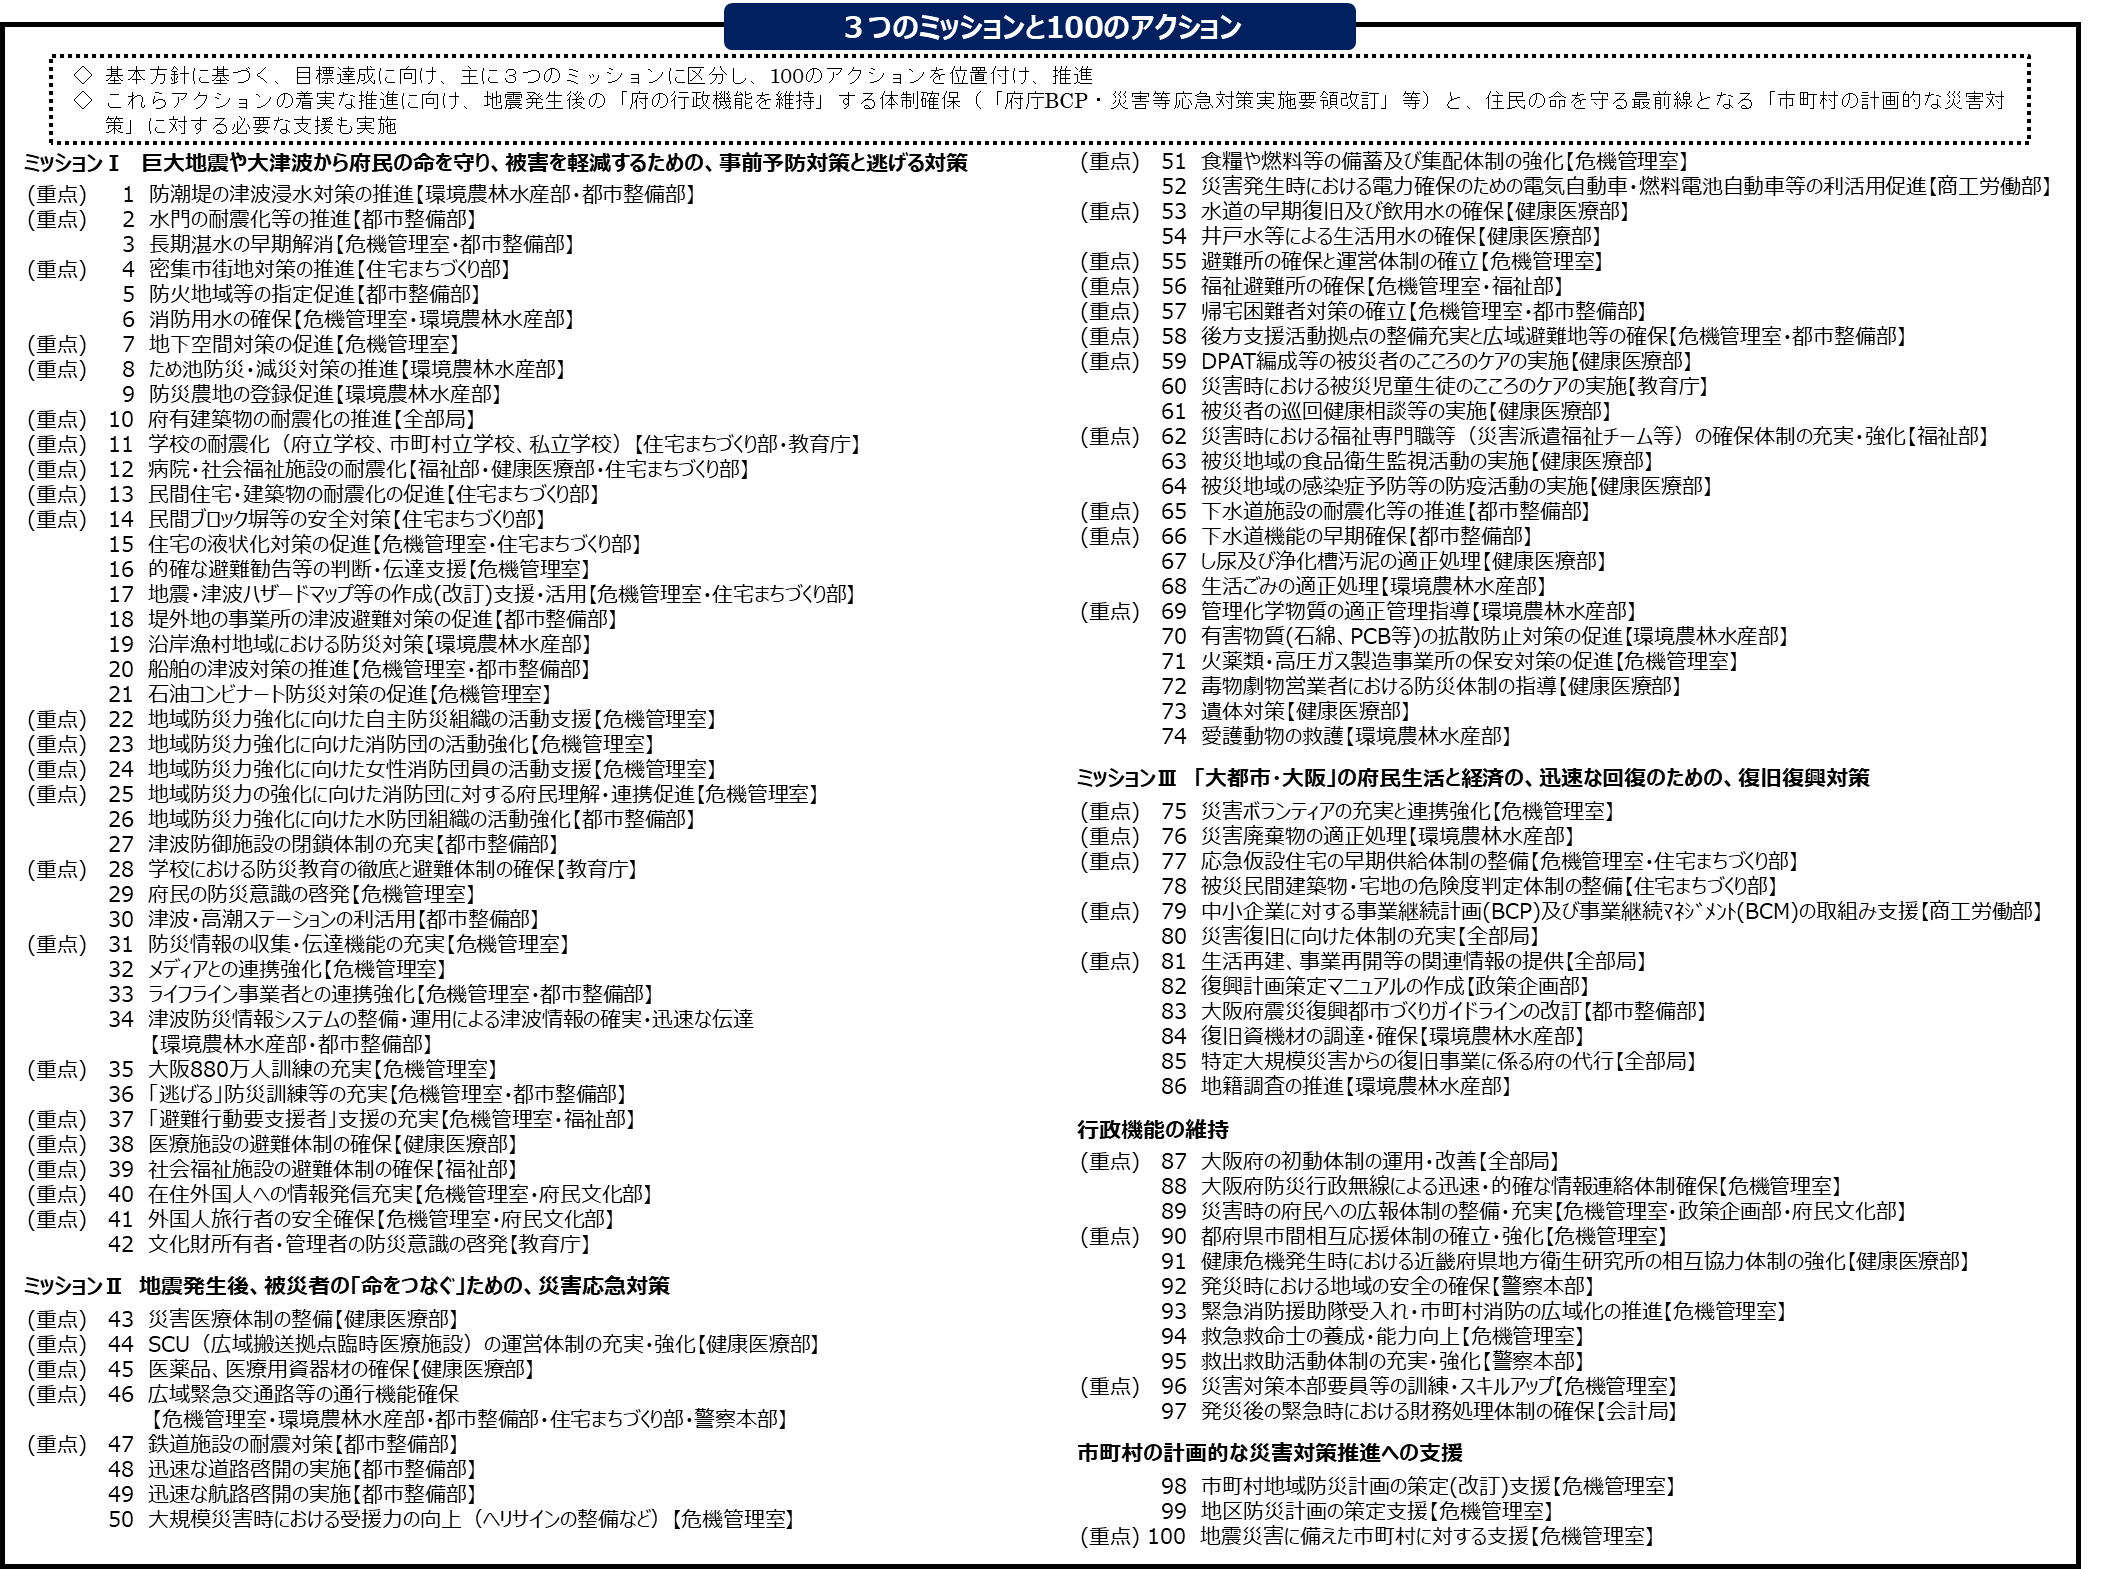 ３つのミッションと100のアクション
◇ 基本方針に基づく、目標達成に向け、主に３つのミッションに区分し、100のアクションを位置付け、推進
◇ これらアクションの着実な推進に向け、地震発生後の「府の行政機能を維持」する体制確保（「府庁BCP・災害等応急対策実施要領改訂」等）と、住民の命を守る最前線となる「市町村の計画的な災害対
策」に対する必要な支援も実施
ミッションⅠ 巨大地震や大津波から府民の命を守り、被害を軽減するための、事前予防対策と逃げる対策
(重点) 1 防潮堤の津波浸水対策の推進【環境農林水産部・都市整備部】
(重点) 2 水門の耐震化等の推進【都市整備部】
3 長期湛水の早期解消【危機管理室・都市整備部】
(重点) 4 密集市街地対策の推進【住宅まちづくり部】
5 防火地域等の指定促進【都市整備部】
6 消防用水の確保【危機管理室・環境農林水産部】
(重点) 7 地下空間対策の促進【危機管理室】
(重点) 8 ため池防災・減災対策の推進【環境農林水産部】
9 防災農地の登録促進【環境農林水産部】
(重点) 10 府有建築物の耐震化の推進【全部局】
(重点) 11 学校の耐震化（府立学校、市町村立学校、私立学校）【住宅まちづくり部・教育庁】
(重点) 12 病院・社会福祉施設の耐震化【福祉部・健康医療部・住宅まちづくり部】
(重点) 13 民間住宅・建築物の耐震化の促進【住宅まちづくり部】
(重点) 14 民間ブロック塀等の安全対策【住宅まちづくり部】
15 住宅の液状化対策の促進【危機管理室・住宅まちづくり部】
16 的確な避難勧告等の判断・伝達支援【危機管理室】
17 地震・津波ハザードマップ等の作成(改訂)支援・活用【危機管理室・住宅まちづくり部】
18 堤外地の事業所の津波避難対策の促進【都市整備部】
19 沿岸漁村地域における防災対策【環境農林水産部】
20 船舶の津波対策の推進【危機管理室・都市整備部】
21 石油コンビナート防災対策の促進【危機管理室】
(重点) 22 地域防災力強化に向けた自主防災組織の活動支援【危機管理室】
(重点) 23 地域防災力強化に向けた消防団の活動強化【危機管理室】
(重点) 24 地域防災力強化に向けた女性消防団員の活動支援【危機管理室】
(重点) 25 地域防災力の強化に向けた消防団に対する府民理解・連携促進【危機管理室】
26 地域防災力強化に向けた水防団組織の活動強化【都市整備部】
27 津波防御施設の閉鎖体制の充実【都市整備部】
(重点) 28 学校における防災教育の徹底と避難体制の確保【教育庁】
29 府民の防災意識の啓発【危機管理室】
30 津波・高潮ステーションの利活用【都市整備部】
(重点) 31 防災情報の収集・伝達機能の充実【危機管理室】
32 メディアとの連携強化【危機管理室】
33 ライフライン事業者との連携強化【危機管理室・都市整備部】
34 津波防災情報システムの整備・運用による津波情報の確実・迅速な伝達
【環境農林水産部・都市整備部】
(重点) 35 大阪880万人訓練の充実【危機管理室】
36 「逃げる」防災訓練等の充実【危機管理室・都市整備部】
(重点) 37 「避難行動要支援者」支援の充実【危機管理室・福祉部】
(重点) 38 医療施設の避難体制の確保【健康医療部】
(重点) 39 社会福祉施設の避難体制の確保【福祉部】
(重点) 40 在住外国人への情報発信充実【危機管理室・府民文化部】
(重点) 41 外国人旅行者の安全確保【危機管理室・府民文化部】
42 文化財所有者・管理者の防災意識の啓発【教育庁】
ミッションⅡ 地震発生後、被災者の「命をつなぐ」ための、災害応急対策
(重点) 43 災害医療体制の整備【健康医療部】
(重点) 44 SCU（広域搬送拠点臨時医療施設）の運営体制の充実・強化【健康医療部】
(重点) 45 医薬品、医療用資器材の確保【健康医療部】
(重点) 46 広域緊急交通路等の通行機能確保
【危機管理室・環境農林水産部・都市整備部・住宅まちづくり部・警察本部】
(重点) 47 鉄道施設の耐震対策【都市整備部】
48 迅速な道路啓開の実施【都市整備部】
49 迅速な航路啓開の実施【都市整備部】
50 大規模災害時における受援力の向上（ヘリサインの整備など）【危機管理室】
(重点) 51 食糧や燃料等の備蓄及び集配体制の強化【危機管理室】
52 災害発生時における電力確保のための電気自動車・燃料電池自動車等の利活用促進【商工労働部】
(重点) 53 水道の早期復旧及び飲用水の確保【健康医療部】
54 井戸水等による生活用水の確保【健康医療部】
(重点) 55 避難所の確保と運営体制の確立【危機管理室】
(重点) 56 福祉避難所の確保【危機管理室・福祉部】
(重点) 57 帰宅困難者対策の確立【危機管理室・都市整備部】
(重点) 58 後方支援活動拠点の整備充実と広域避難地等の確保【危機管理室・都市整備部】
(重点) 59 DPAT編成等の被災者のこころのケアの実施【健康医療部】
60 災害時における被災児童生徒のこころのケアの実施【教育庁】
61 被災者の巡回健康相談等の実施【健康医療部】
(重点) 62 災害時における福祉専門職等（災害派遣福祉チーム等）の確保体制の充実・強化【福祉部】
63 被災地域の食品衛生監視活動の実施【健康医療部】
64 被災地域の感染症予防等の防疫活動の実施【健康医療部】
(重点) 65 下水道施設の耐震化等の推進【都市整備部】
(重点) 66 下水道機能の早期確保【都市整備部】
67 し尿及び浄化槽汚泥の適正処理【健康医療部】
68 生活ごみの適正処理【環境農林水産部】
(重点) 69 管理化学物質の適正管理指導【環境農林水産部】
70 有害物質(石綿、PCB等)の拡散防止対策の促進【環境農林水産部】
71 火薬類・高圧ガス製造事業所の保安対策の促進【危機管理室】
72 毒物劇物営業者における防災体制の指導【健康医療部】
73 遺体対策【健康医療部】
74 愛護動物の救護【環境農林水産部】
ミッションⅢ 「大都市・大阪」の府民生活と経済の、迅速な回復のための、復旧復興対策
(重点) 75 災害ボランティアの充実と連携強化【危機管理室】
(重点) 76 災害廃棄物の適正処理【環境農林水産部】
(重点) 77 応急仮設住宅の早期供給体制の整備【危機管理室・住宅まちづくり部】
78 被災民間建築物・宅地の危険度判定体制の整備【住宅まちづくり部】
(重点) 79 中小企業に対する事業継続計画(BCP)及び事業継続ﾏﾈｼﾞﾒﾝﾄ(BCM)の取組み支援【商工労働部】
80 災害復旧に向けた体制の充実【全部局】
(重点) 81 生活再建、事業再開等の関連情報の提供【全部局】
82 復興計画策定マニュアルの作成【政策企画部】
83 大阪府震災復興都市づくりガイドラインの改訂【都市整備部】
84 復旧資機材の調達・確保【環境農林水産部】
85 特定大規模災害からの復旧事業に係る府の代行【全部局】
86 地籍調査の推進【環境農林水産部】
行政機能の維持
(重点) 87 大阪府の初動体制の運用・改善【全部局】
88 大阪府防災行政無線による迅速・的確な情報連絡体制確保【危機管理室】
89 災害時の府民への広報体制の整備・充実【危機管理室・政策企画部・府民文化部】
(重点) 90 都府県市間相互応援体制の確立・強化【危機管理室】
91 健康危機発生時における近畿府県地方衛生研究所の相互協力体制の強化【健康医療部】
92 発災時における地域の安全の確保【警察本部】
93 緊急消防援助隊受入れ・市町村消防の広域化の推進【危機管理室】
94 救急救命士の養成・能力向上【危機管理室】
95 救出救助活動体制の充実・強化【警察本部】
(重点) 96 災害対策本部要員等の訓練・スキルアップ【危機管理室】
97 発災後の緊急時における財務処理体制の確保【会計局】
市町村の計画的な災害対策推進への支援
98 市町村地域防災計画の策定(改訂)支援【危機管理室】
99 地区防災計画の策定支援【危機管理室】
(重点) 100 地震災害に備えた市町村に対する支援【危機管理室】